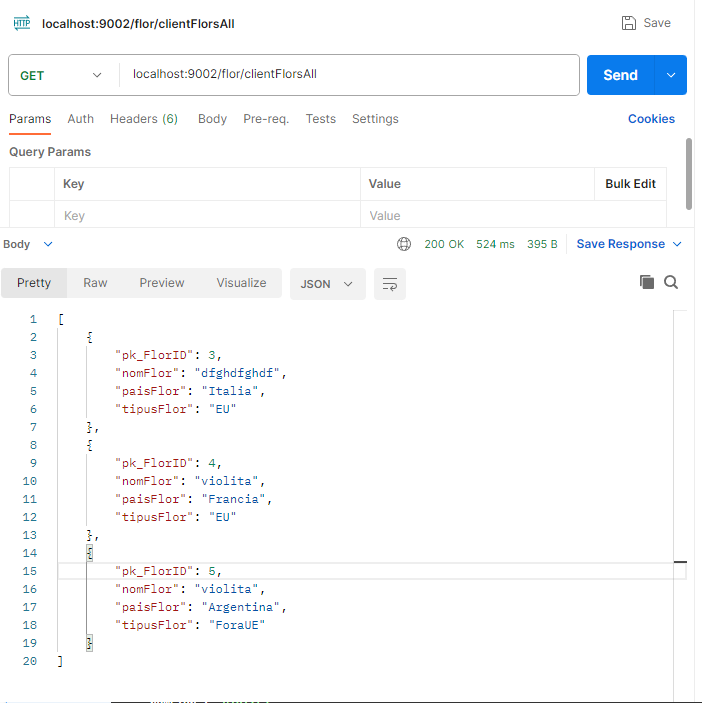 HTTP localhost:9002/flor/clientFlorsAll Save
GET localhost:9002/flor/clientFlorsAll Send
Params Auth Headers (6) Body Pre-req. Tests Settings Cookies
Query Params
Key Value Bulk Edit
Key Value
Body 200 OK 524 ms 395 B Save Response
Pretty Raw Preview Visualize JSON
1 [
2 {
3 "pk_FlorID": 3,
4 "nomFlor": "dfghdfghdf",
5 "paisFlor": "Italia",
6 "tipusFlor": "EU"
7 },
8 {
9 "pk_FlorID": 4,
10 "nomFlor": "violita",
11 "paisFlor": "Francia",
12 "tipusFlor": "EU"
13 },
14 {
15 "pk_FlorID": 5,
16 "nomFlor": "violita",
17 "paisFlor": "Argentina",
18 "tipusFlor": "ForaUE"
19 }
20 ]